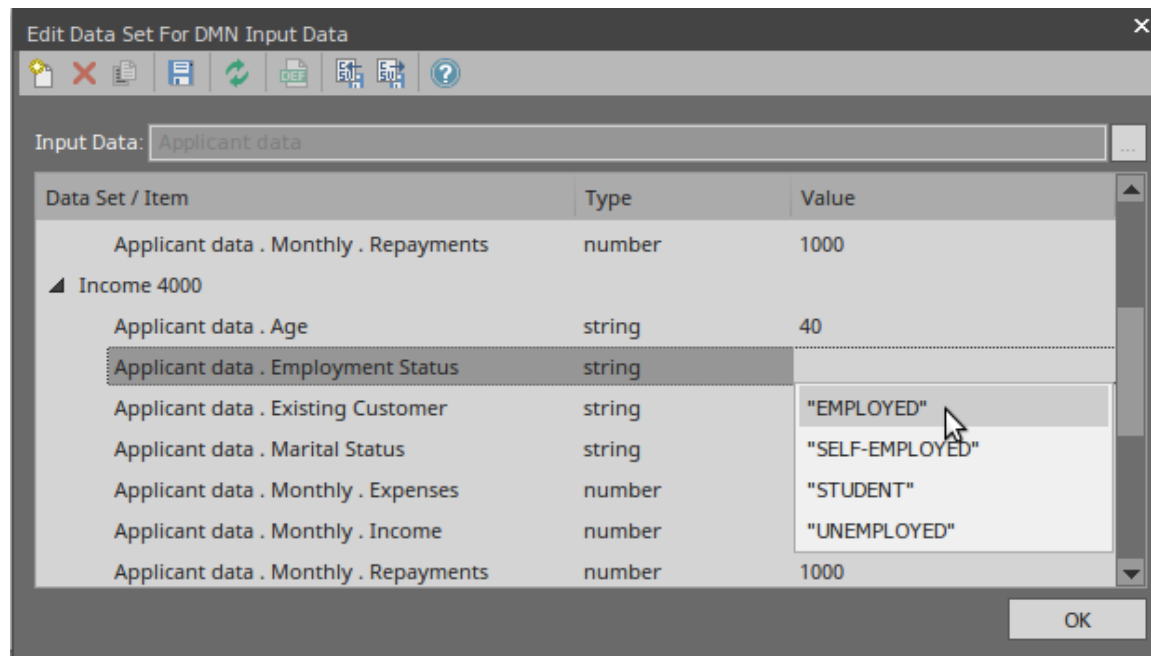 Edit Data Set For DMN Input Data
DEF
Input Data: Applicant data ...
Data Set / Item Type Value
Applicant data . Monthly . Repayments number 1000
Income 4000
Applicant data . Age string 40
Applicant data . Employment Status string
Applicant data . Existing Customer string "EMPLOYED"
Applicant data . Marital Status string "SELF-EMPLOYED"
Applicant data . Monthly . Expenses number "STUDENT"
Applicant data . Monthly . Income number "UNEMPLOYED"
Applicant data . Monthly . Repayments number 1000
OK